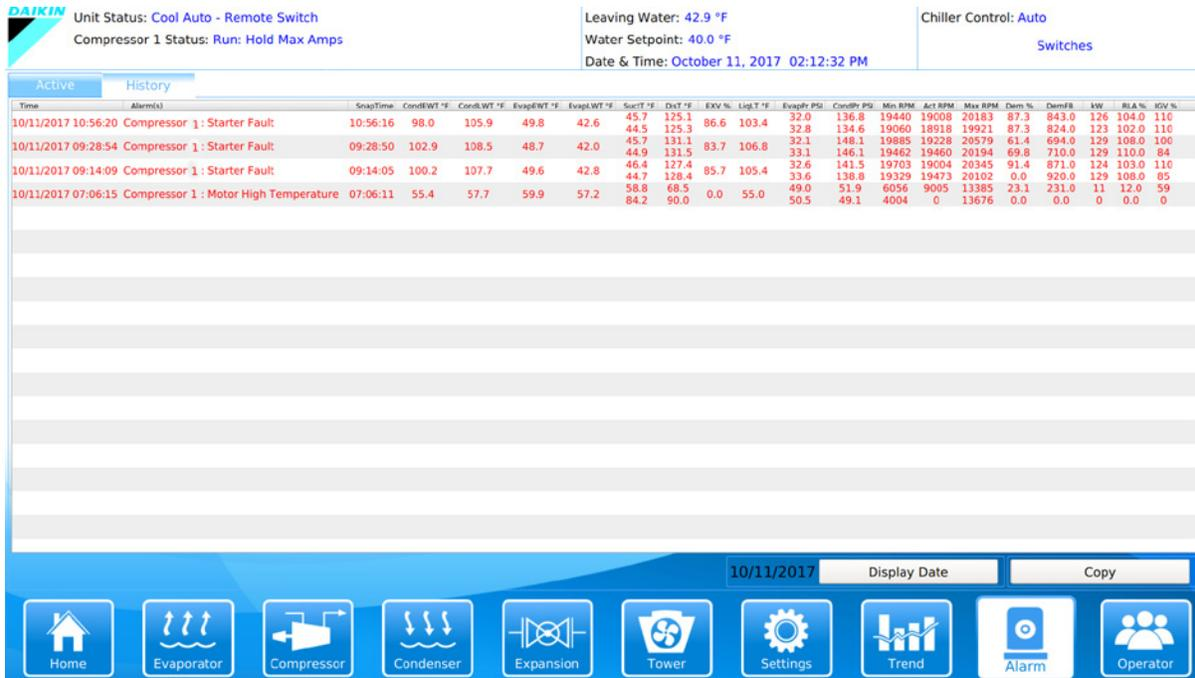 DAIKIN
Unit Status: Cool Auto - Remote Switch
Compressor 1 Status: Run: Hold Max Amps
Leaving Water: 42.9 °F
Water Setpoint: 40.0 °F
Date & Time: October 11, 2017 02:12:32 PM
Chiller Control: Auto
Switches
Active History
Time Alarm(s) SnapTime CondEWT °F CondLWT °F EvapEWT °F EvapLWT °F SuctT °F DisT °F EXV % LiqLT °F EvapPr PSI CondPr PSI Min RPM Act RPM Max RPM Dem % DemFB kW RLA % IGV %
45.7 125.1 32.0 136.8 19440 19008 20183 87.3 843.0 126 104.0 110
10/11/2017 10:56:20 Compressor 1 : Starter Fault 10:56:16 98.0 105.9 49.8 42.6 86.6 103.4
44.5 125.3 32.8 134.6 19060 18918 19921 87.3 824.0 123 102.0 110
45.7 131.1 32.1 148.1 19885 19228 20579 61.4 694.0 129 108.0 100
10/11/2017 09:28:54 Compressor 1 : Starter Fault 09:28:50 102.9 108.5 48.7 42.0 83.7 106.8
44.9 131.5 33.1 146.1 19462 19460 20194 69.8 710.0 129 110.0 84
46.4 127.4 32.6 141.5 19703 19004 20345 91.4 871.0 124 103.0 110
10/11/2017 09:14:09 Compressor 1 : Starter Fault 09:14:05 100.2 107.7 49.6 42.8 85.7 105.4
44.7 128.4 33.6 138.8 19329 19473 20102 0.0 920.0 129 108.0 85
58.8 68.5 49.0 51.9 6056 9005 13385 23.1 231.0 11 12.0 59
10/11/2017 07:06:15 Compressor 1 : Motor High Temperature 07:06:11 55.4 57.7 59.9 57.2 0.0 55.0
84.2 90.0 50.5 49.1 4004 0 13676 0.0 0.0 0 0.0 0
10/11/2017 Display Date Copy
Home Evaporator Compressor Condenser Expansion Tower Settings Trend Alarm Operator